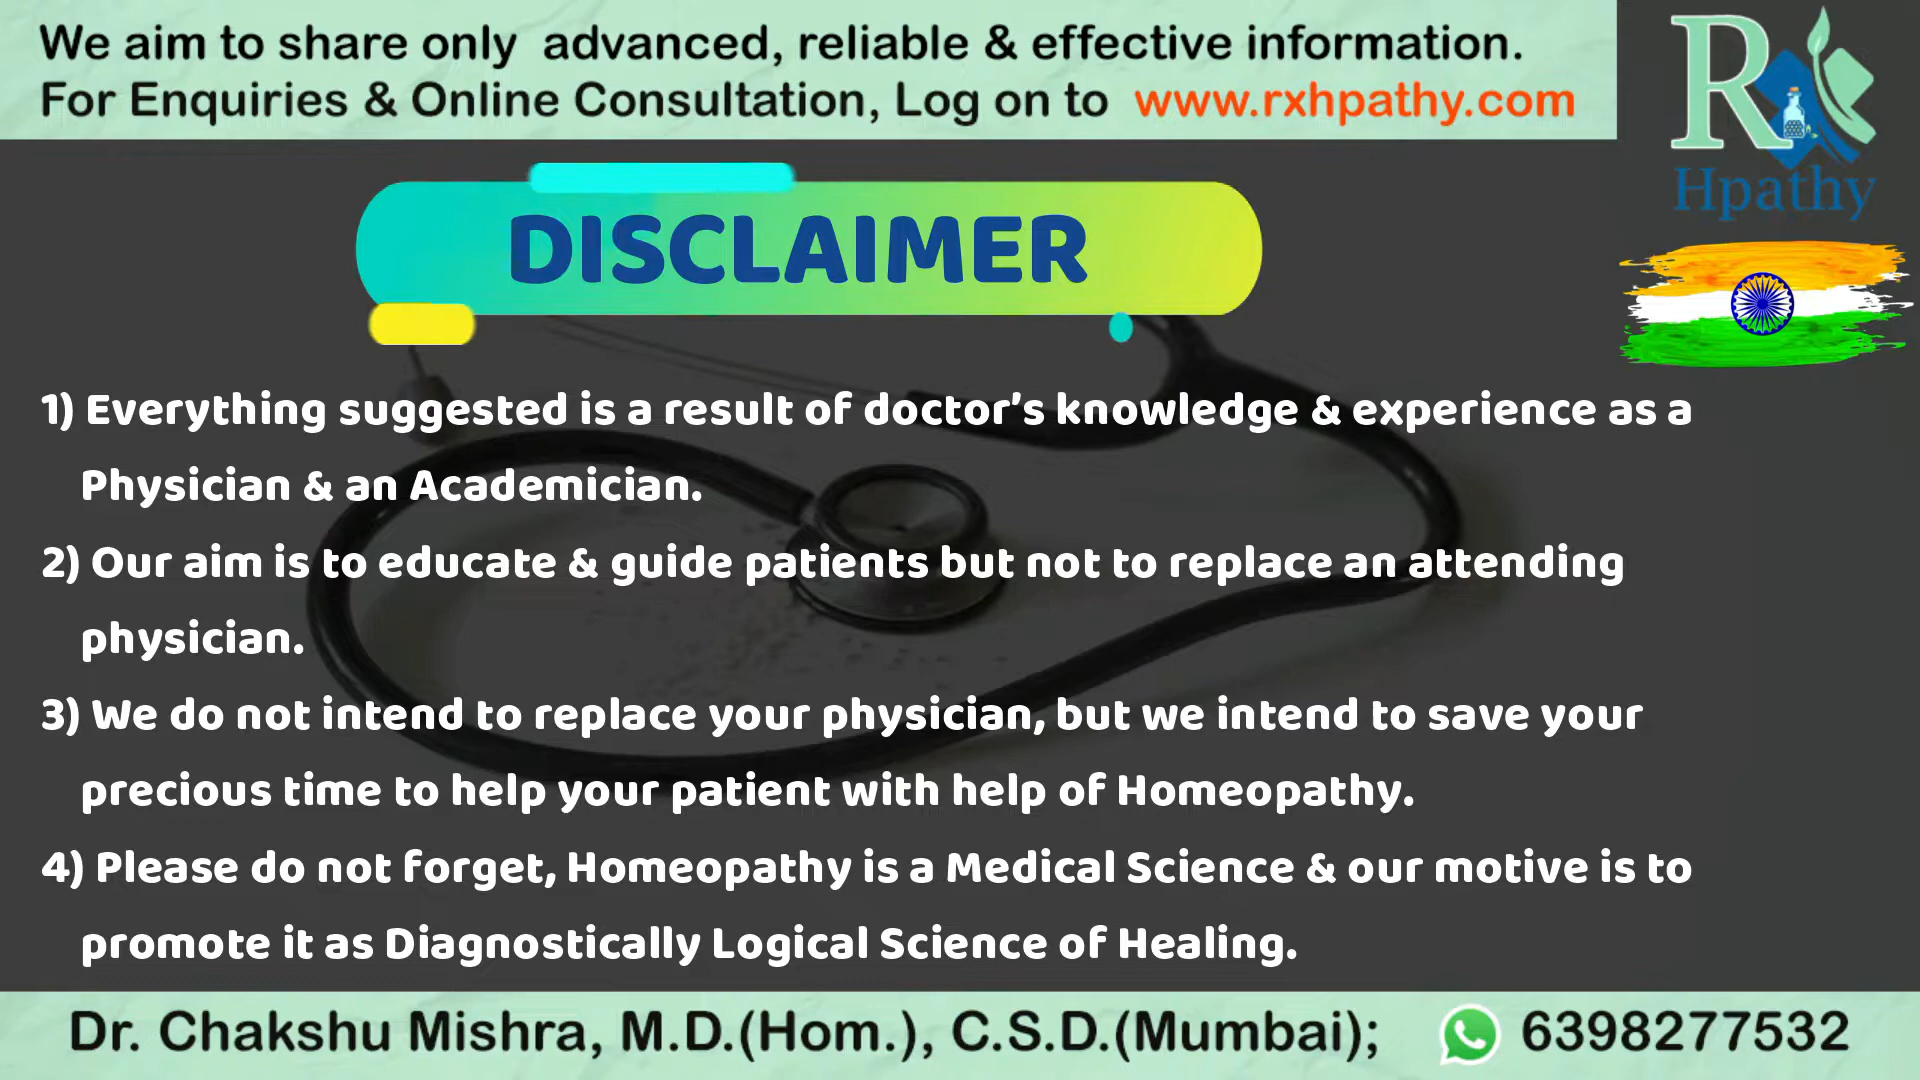 We aim to share only advanced, reliable & effective information.
For Enquiries & Online Consultation, Log on to www.rxhpathy.com
Rx
Hpathy
DISCLAIMER
1) Everything suggested is a result of doctor's knowledge & experience as a
Physician & an Academician.
2) Our aim is to educate & guide patients but not to replace an attending
physician.
3) We do not intend to replace your physician, but we intend to save your
precious time to help your patient with help of Homeopathy.
4) Please do not forget, Homeopathy is a Medical Science & our motive is to
promote it as Diagnostically Logical Science of Healing.
Dr. Chakshu Mishra, M.D.(Hom.), C.S.D.(Mumbai); 6398277532